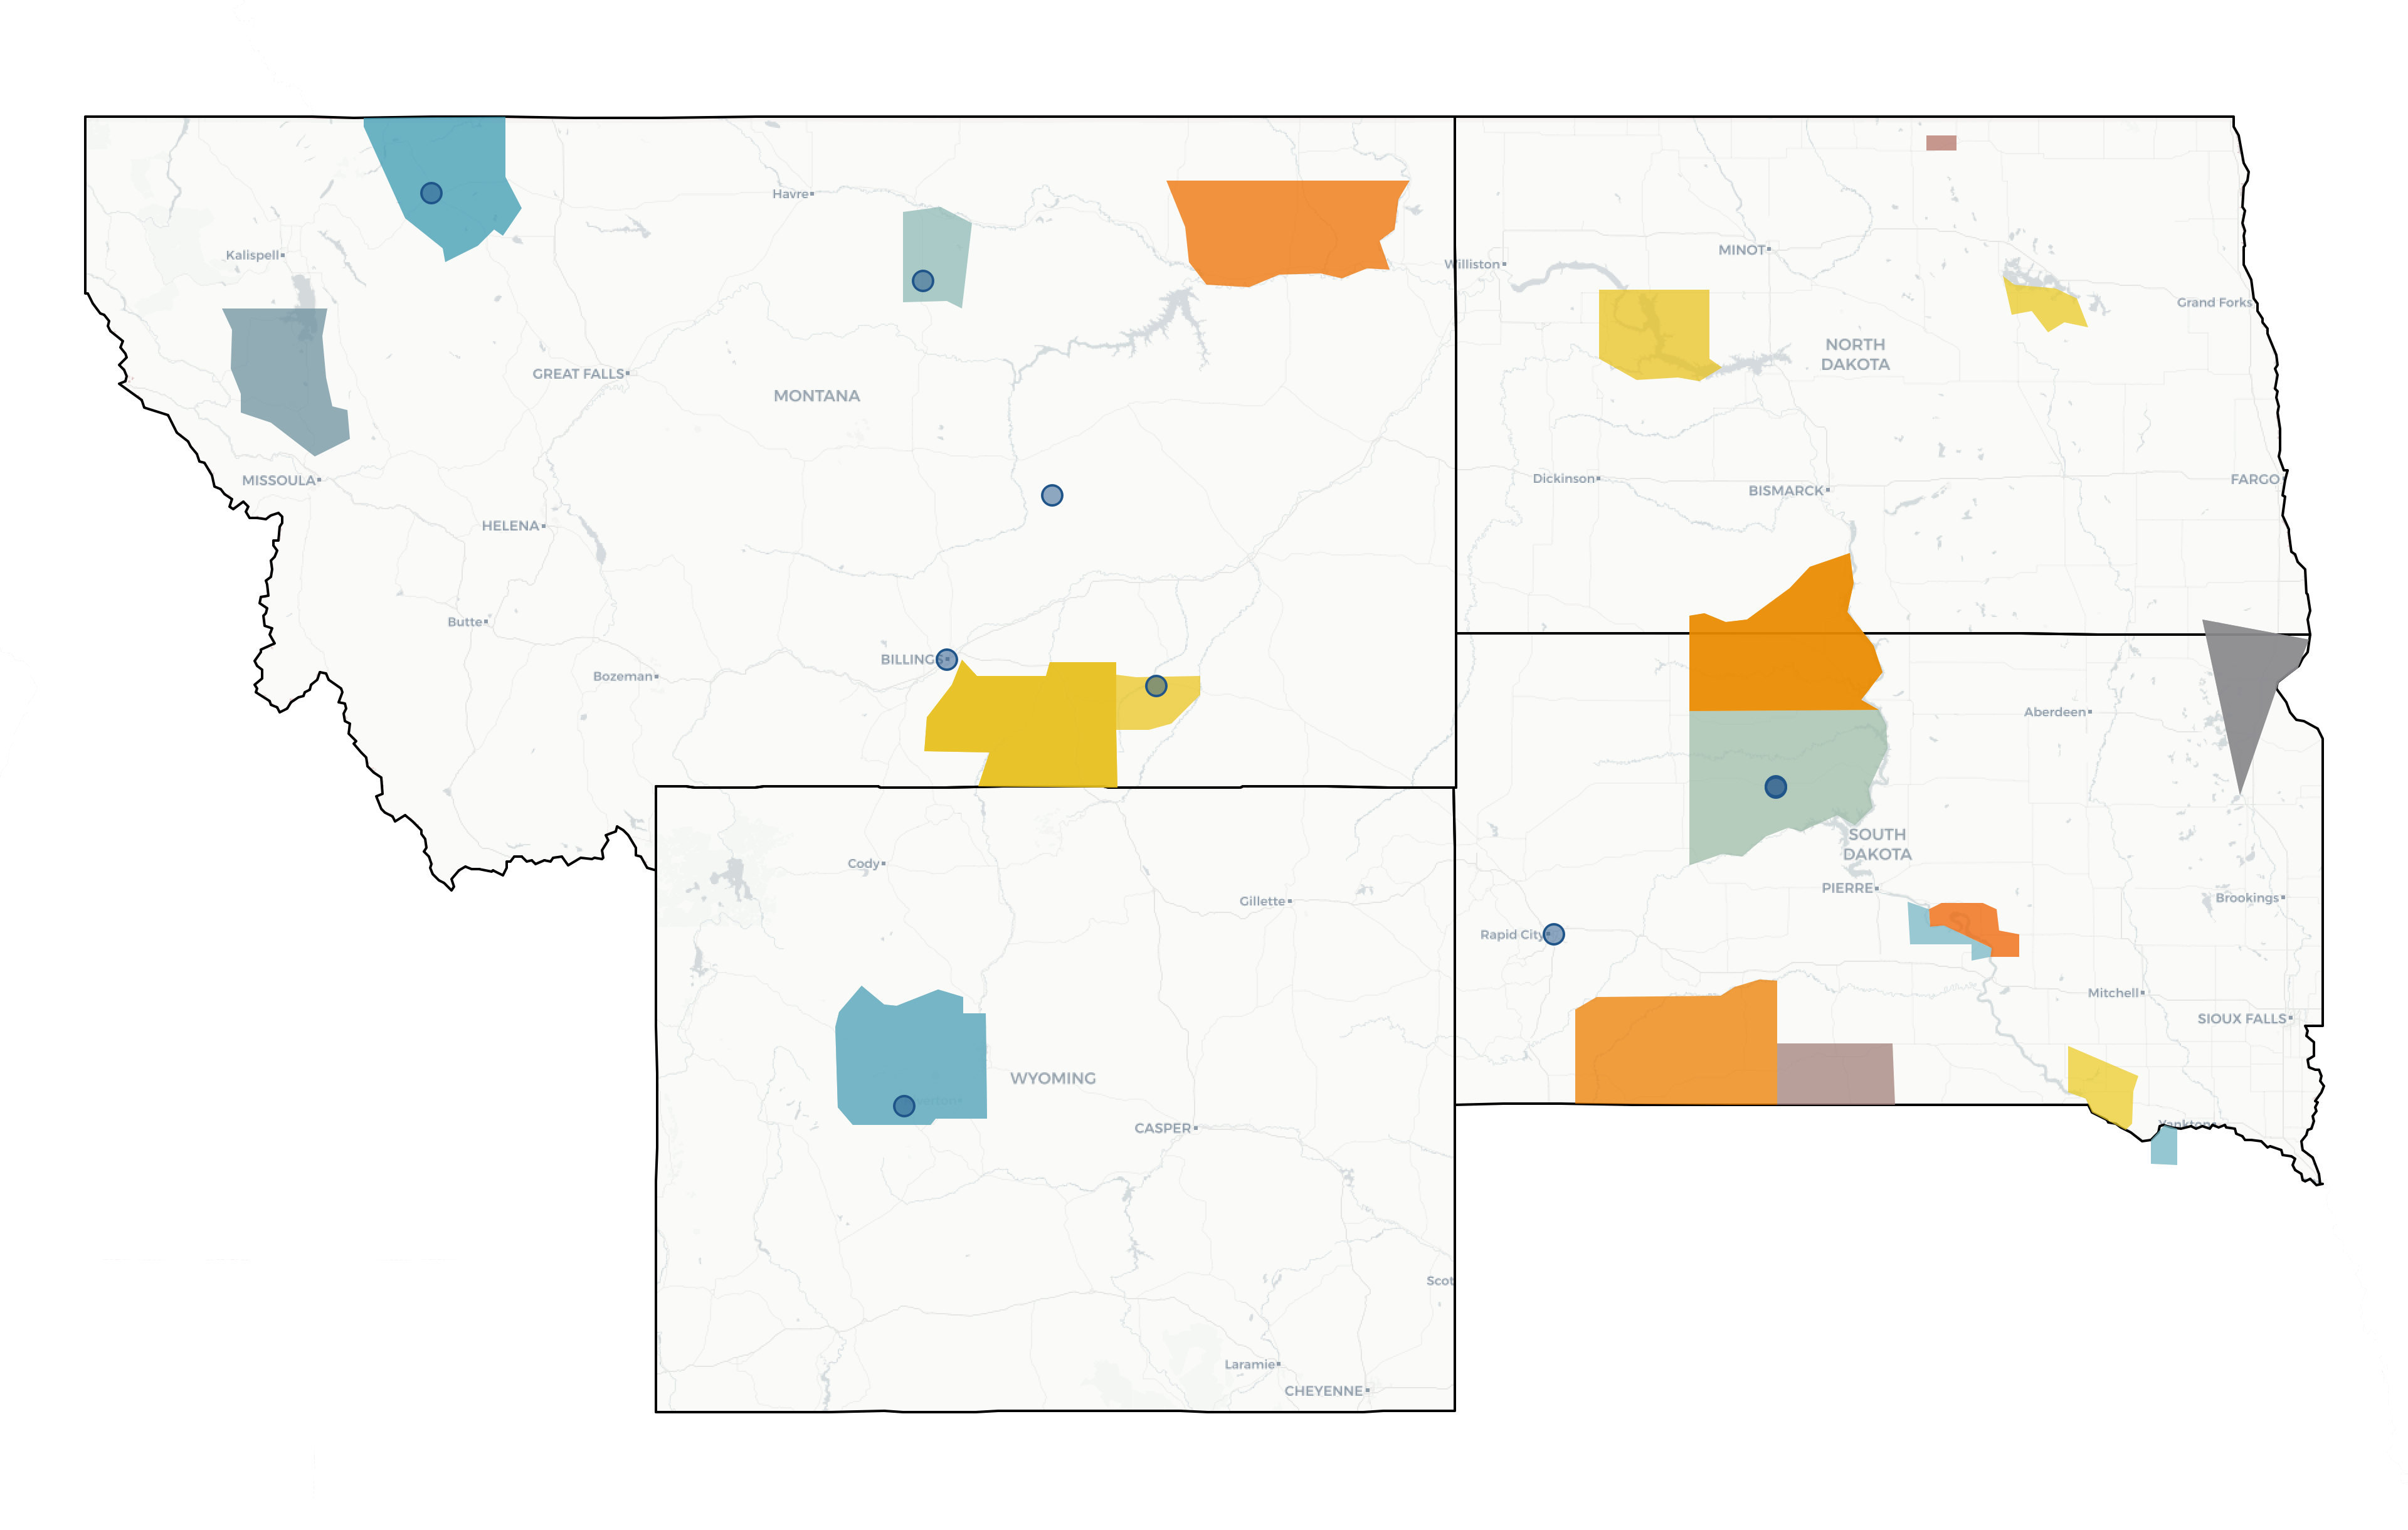 Havre
MINOT
Kalispell
Williston
Grand Forks
NORTH
DAKOTA
GREAT FALLS
MONTANA
MISSOULA
Dickinson
FARGO
BISMARCK
HELENA
Butte
BILLINGS
Bozeman
Aberdeen
SOUTH
DAKOTA
Cody
PIERRE
Gillette
Brookings
Rapid City
Mitchell
SIOUX FALLS
WYOMING
Yankton
CASPER
Scot
Laramie
CHEYENNE